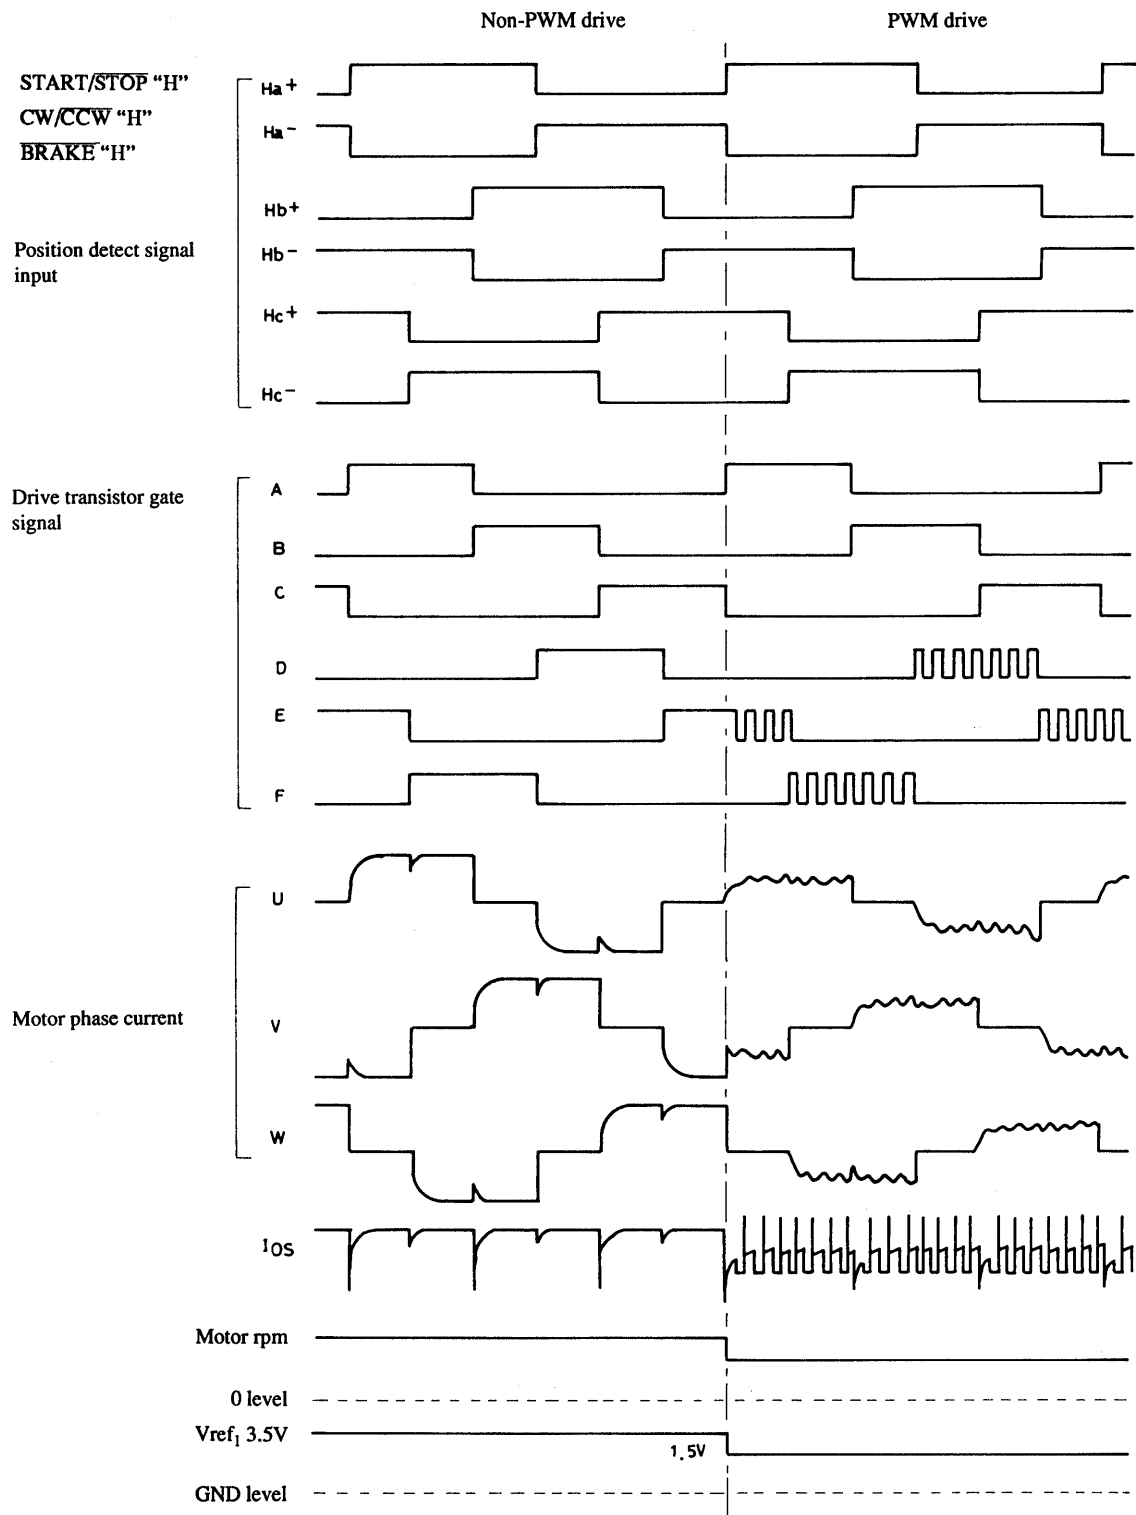 Non-PWM drive
PWM drive
START/STOP "H"
CW/CCW "H"
BRAKE "H"
Ha+
Ha-
Hb+
Position detect signal
input
Hb-
Hc+
Hc-
Drive transistor gate
signal
A
B
C
D
E
F
U
Motor phase current
V
W
IOS
Motor rpm
0 level
Vref1 3.5V
1.5V
GND level